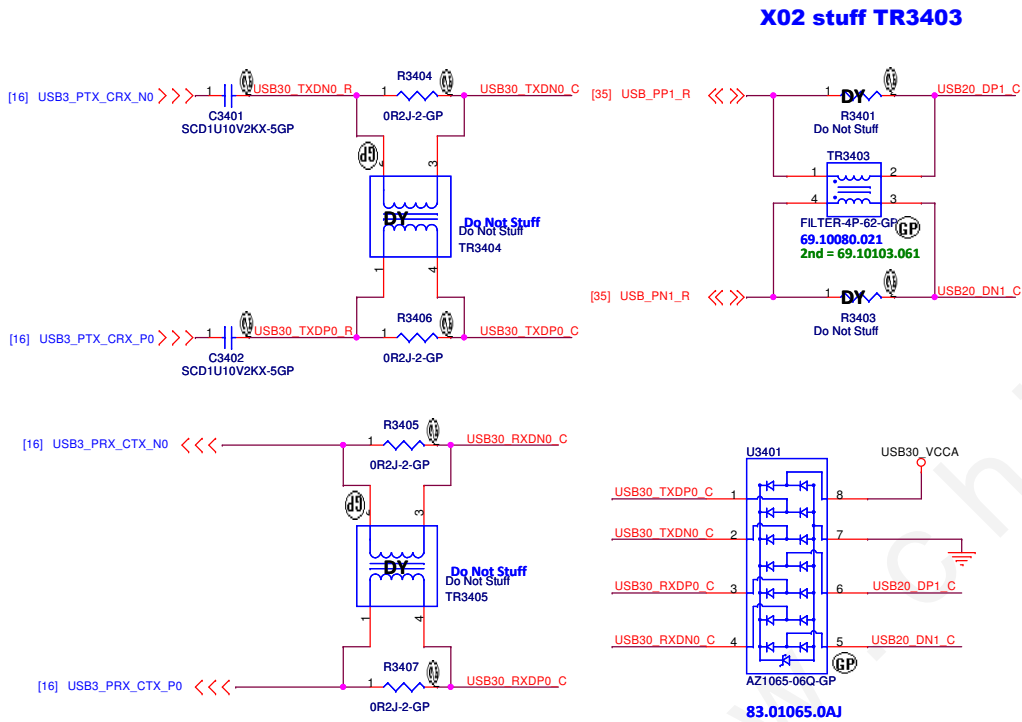 X02 stuff TR3403
[16] USB3_PTX_CRX_N0
1
C3401
SCD1U10V2KX-5GP
USB30_TXDN0_R
R3404
1
0R2J-2-GP
USB30_TXDN0_C
GP
3
DY
Do Not Stuff
Do Not Stuff
TR3404
1
4
[16] USB3_PTX_CRX_P0
1
C3402
SCD1U10V2KX-5GP
USB30_TXDP0_R
R3406
1
0R2J-2-GP
USB30_TXDP0_C
[35] USB_PP1_R
1
DY
R3401
Do Not Stuff
USB20_DP1_C
TR3403
1
2
4
3
FILTER-4P-62-GP
GP
69.10080.021
2nd = 69.10103.061
[35] USB_PN1_R
1
DY
R3403
Do Not Stuff
USB20_DN1_C
[16] USB3_PRX_CTX_N0
R3405
1
0R2J-2-GP
USB30_RXDN0_C
GP
3
DY
Do Not Stuff
Do Not Stuff
TR3405
1
4
[16] USB3_PRX_CTX_P0
R3407
1
0R2J-2-GP
USB30_RXDP0_C
U3401
USB30_VCCA
USB30_TXDP0_C
1
8
USB30_TXDN0_C
2
7
USB30_RXDP0_C
3
6
USB20_DP1_C
USB30_RXDN0_C
4
5
USB20_DN1_C
GP
AZ1065-06Q-GP
83.01065.0AJ